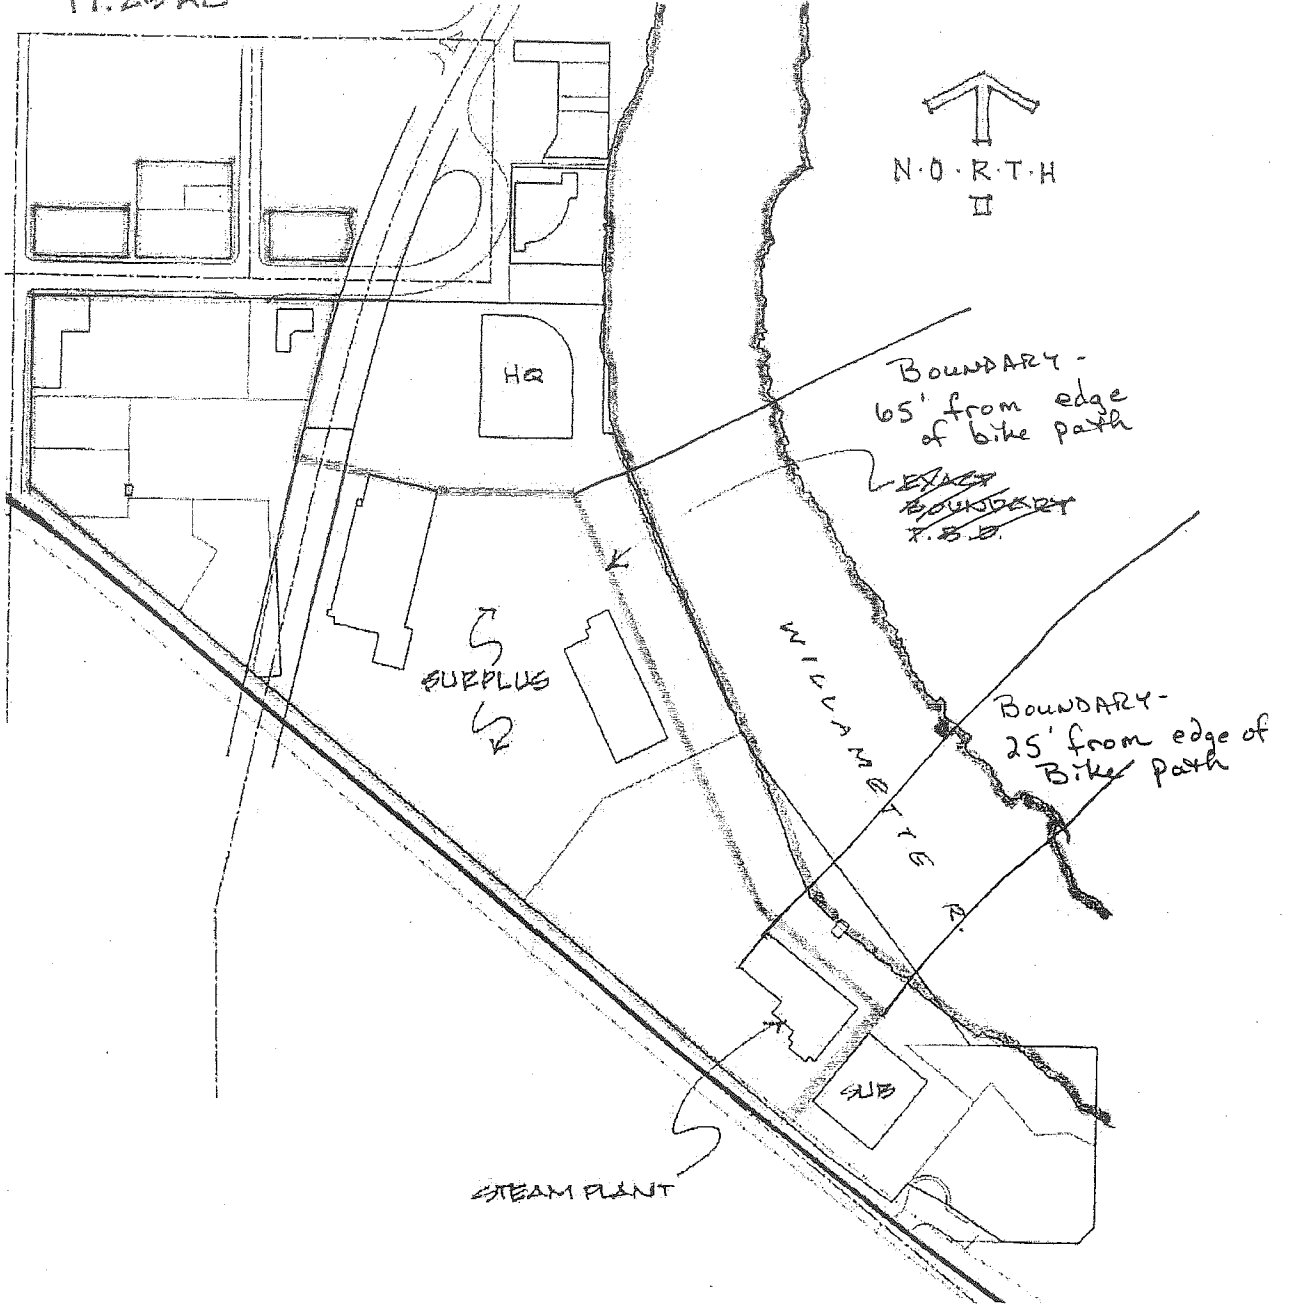 N·O·R·T·H
HQ
BOUNDARY -
65' from edge
of bike path
EXACT
BOUNDARY
T.B.D.
SURPLUS
WILLAMETTE R.
BOUNDARY -
25' from edge of
Bike path
SUB
STEAM PLANT